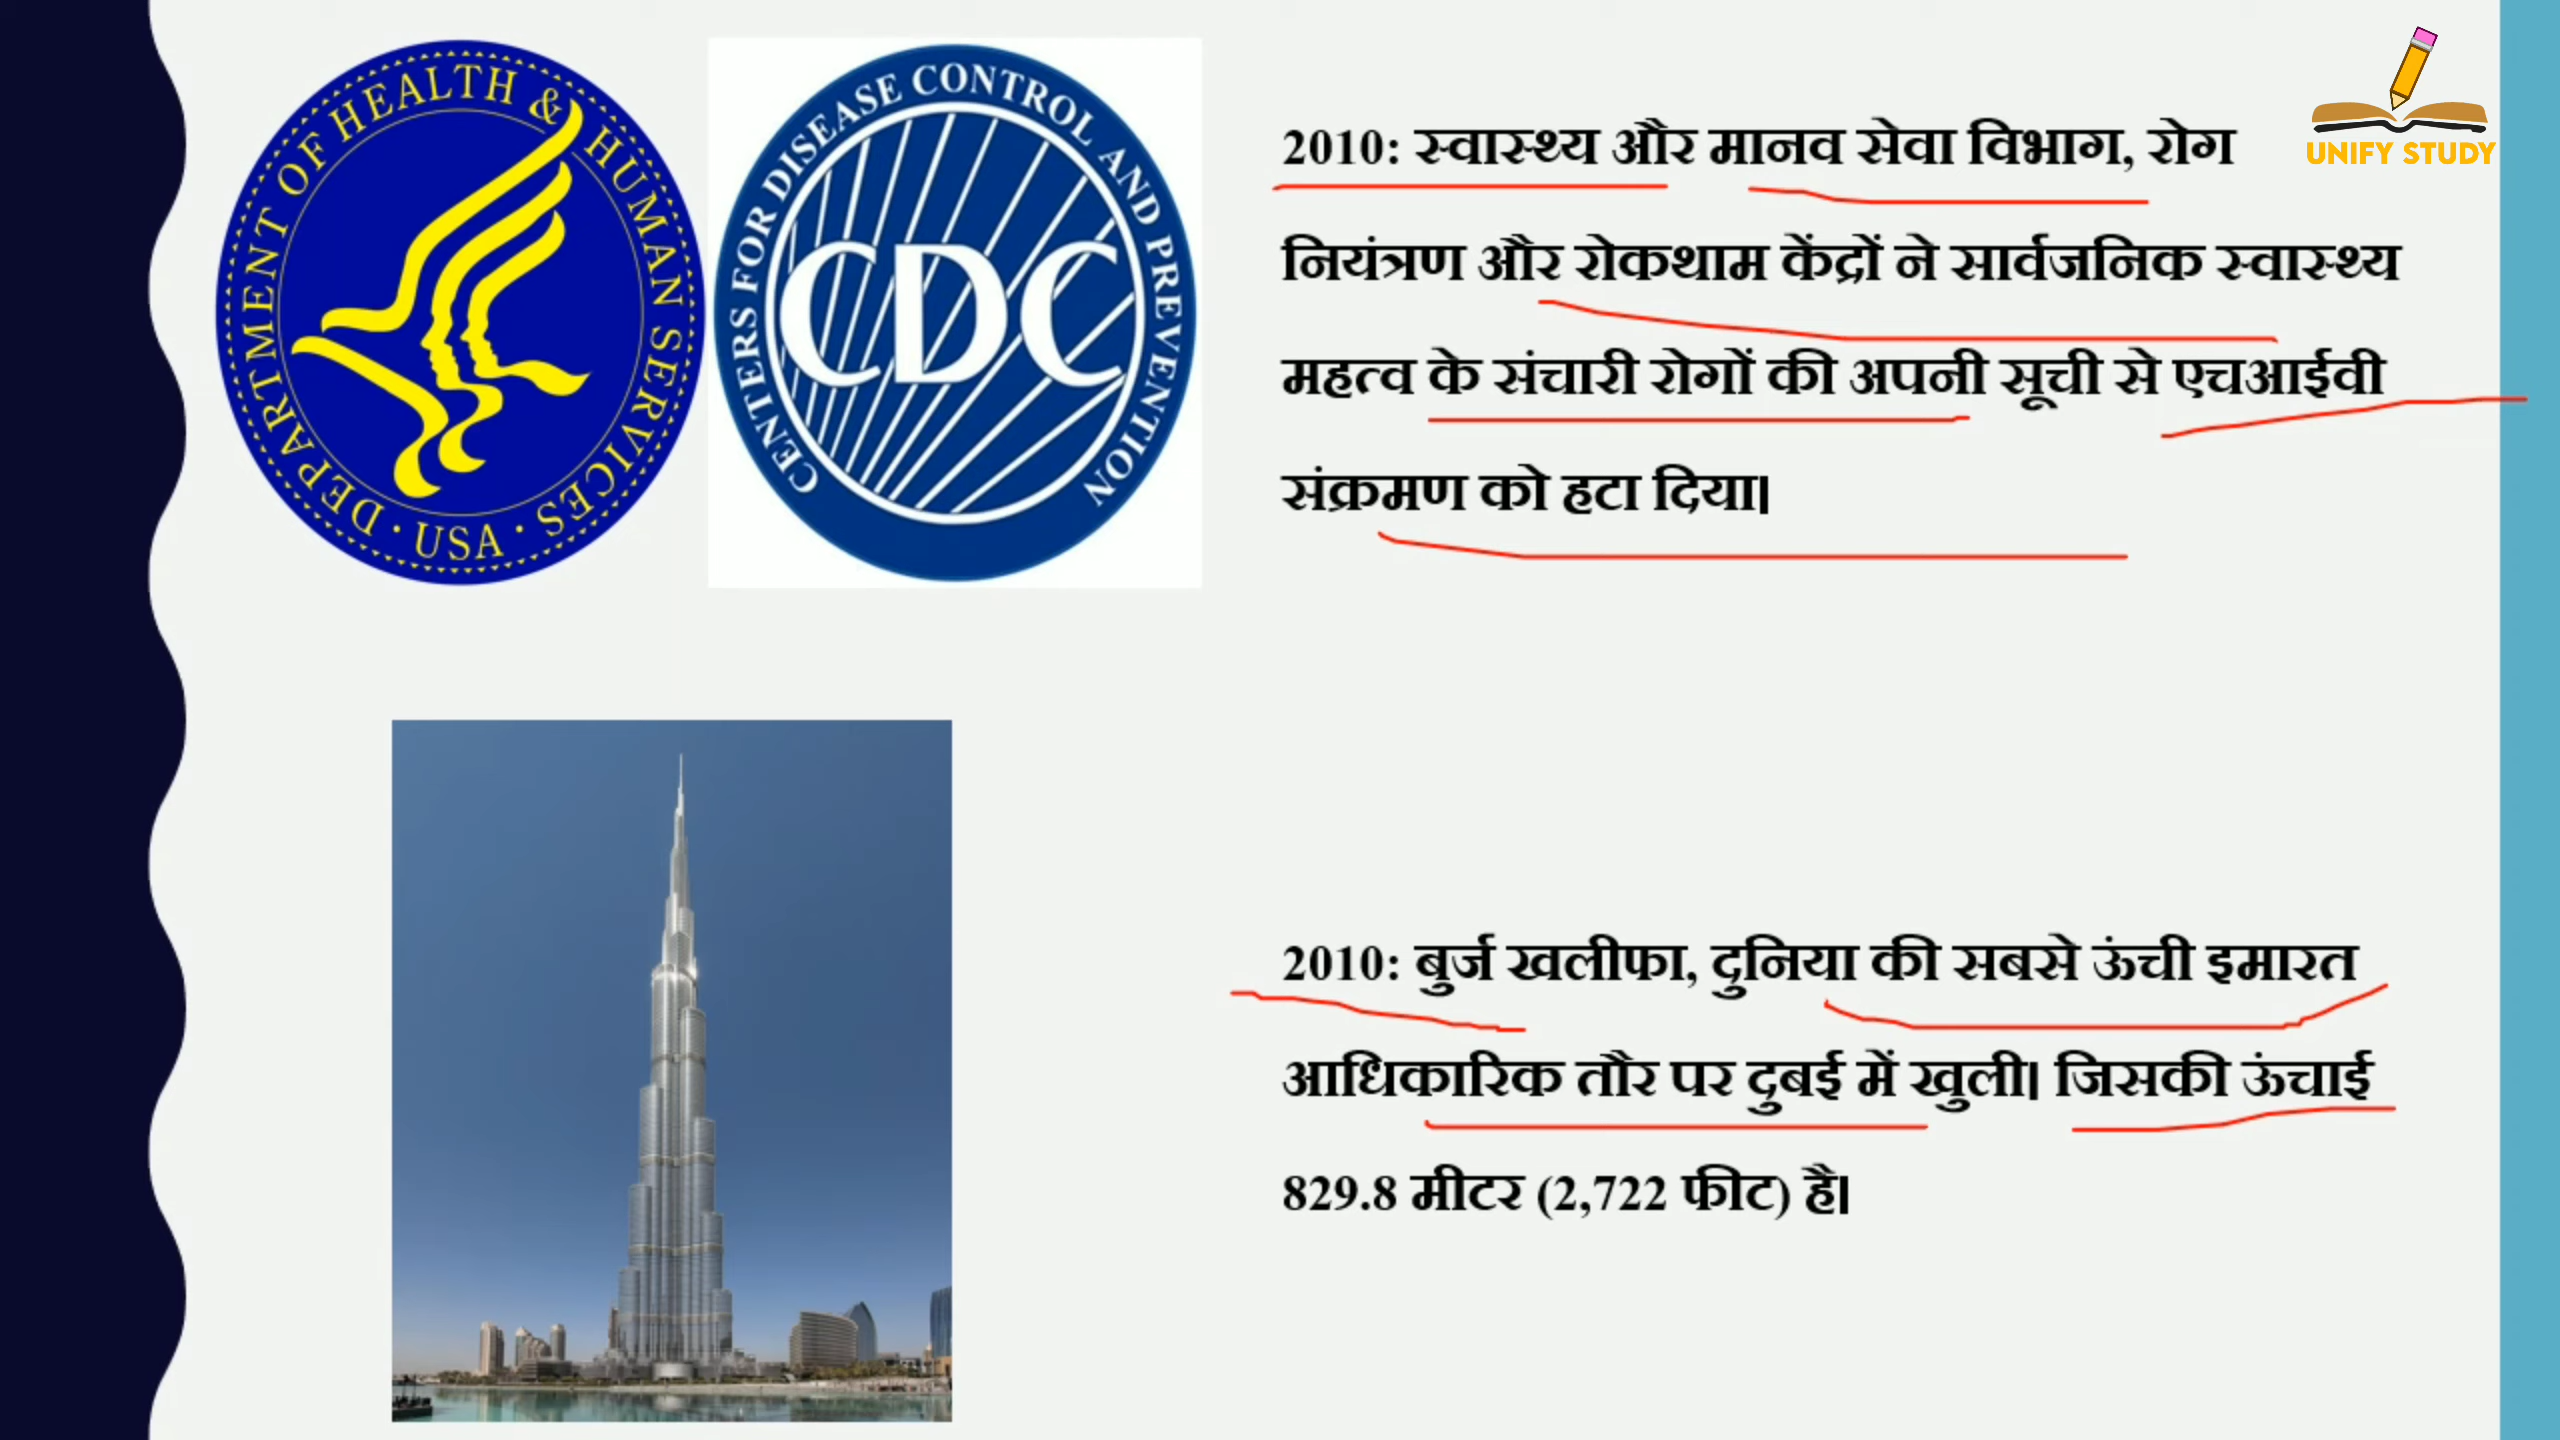 DEPARTMENT OF HEALTH & HUMAN SERVICES · USA ·
CENTERS FOR DISEASE CONTROL AND PREVENTION
CDC
UNIFY STUDY
2010: स्वास्थ्य और मानव सेवा विभाग, रोग
नियंत्रण और रोकथाम केंद्रों ने सार्वजनिक स्वास्थ्य
महत्व के संचारी रोगों की अपनी सूची से एचआईवी
संक्रमण को हटा दिया।
2010: बुर्ज खलीफा, दुनिया की सबसे ऊंची इमारत
आधिकारिक तौर पर दुबई में खुली। जिसकी ऊंचाई
829.8 मीटर (2,722 फीट) है।